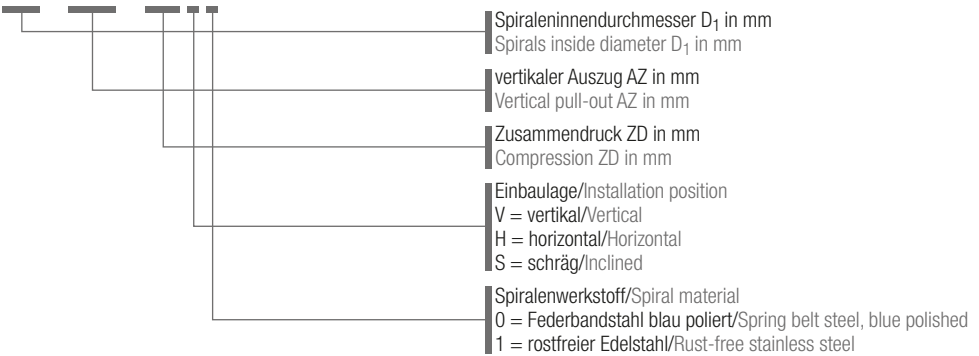 Spiraleninnendurchmesser D₁ in mm
Spirals inside diameter D₁ in mm
vertikaler Auszug AZ in mm
Vertical pull-out AZ in mm
Zusammendruck ZD in mm
Compression ZD in mm
Einbaulage/Installation position
V = vertikal/Vertical
H = horizontal/Horizontal
S = schräg/Inclined
Spiralenwerkstoff/Spiral material
0 = Federbandstahl blau poliert/Spring belt steel, blue polished
1 = rostfreier Edelstahl/Rust-free stainless steel